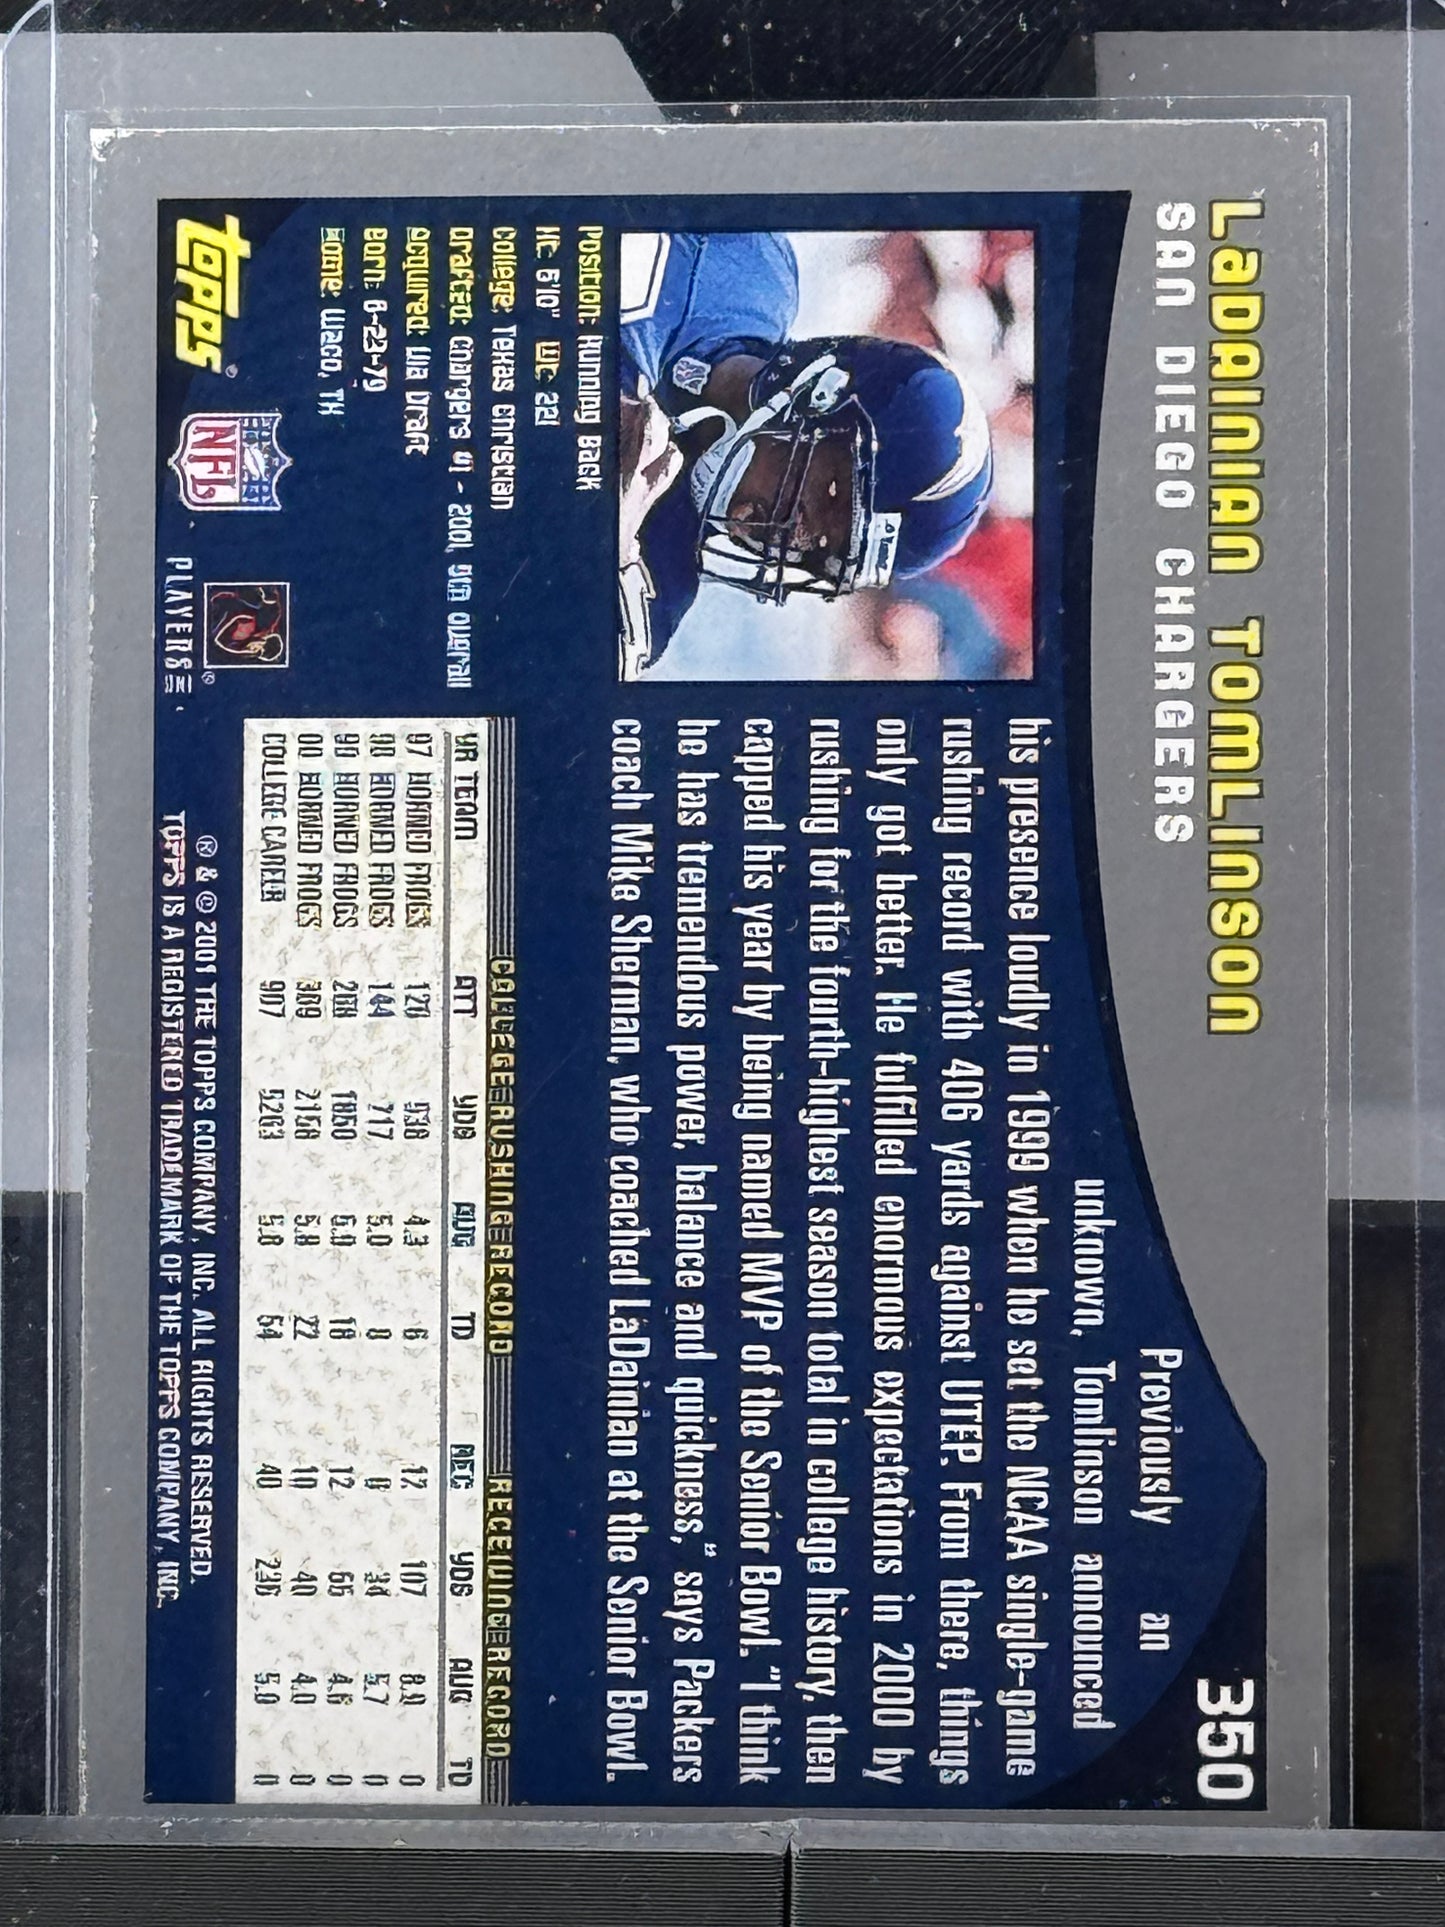 LaDAINIAN TOMLINSON
SAN DIEGO CHARGERS
350
Previously an
unknown, Tomlinson announced
his presence loudly in 1999 when he set the NCAA single-game
rushing record with 406 yards against UTEP. From there, things
only got better. He fulfilled enormous expectations in 2000 by
rushing for the fourth-highest season total in college history, then
capped his year by being named MVP of the Senior Bowl. "I think
he has tremendous power, balance and quickness," says Packers
coach Mike Sherman, who coached LaDainian at the Senior Bowl.
Position: Running Back
Ht: 5'10" Wt: 221
College: Texas Christian
Drafted: Chargers #1 - 2001, 5th overall
Acquired: Via Draft
Born: 6-23-79
Home: Waco, TX
COLLEGE RUSHING RECORD RECEIVING RECORD
YR TEAM ATT YDS AVG TD REC YDS AVG TD
97 HORNED FROGS 126 538 4.3 6 12 107 8.9 0
98 HORNED FROGS 144 717 5.0 8 6 34 5.7 0
99 HORNED FROGS 268 1850 6.9 18 12 55 4.6 0
00 HORNED FROGS 369 2158 5.8 22 10 40 4.0 0
COLLEGE CAREER 907 5263 5.8 54 40 236 5.9 0
Topps®
NFL
PLAYERS INC
® & © 2001 THE TOPPS COMPANY, INC. ALL RIGHTS RESERVED.
TOPPS IS A REGISTERED TRADEMARK OF THE TOPPS COMPANY, INC.